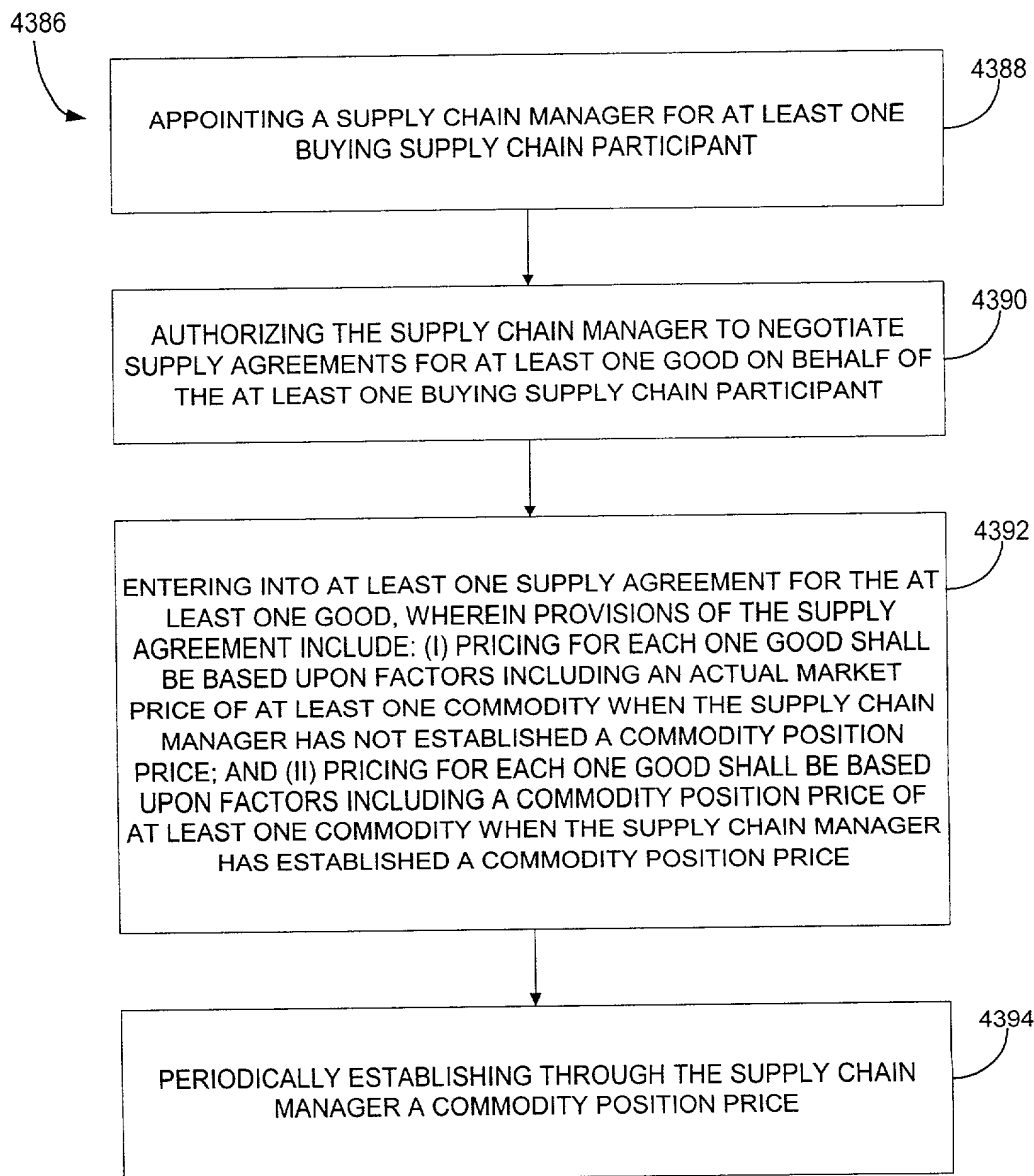 4386
4388
APPOINTING A SUPPLY CHAIN MANAGER FOR AT LEAST ONE
BUYING SUPPLY CHAIN PARTICIPANT
4390
AUTHORIZING THE SUPPLY CHAIN MANAGER TO NEGOTIATE
SUPPLY AGREEMENTS FOR AT LEAST ONE GOOD ON BEHALF OF
THE AT LEAST ONE BUYING SUPPLY CHAIN PARTICIPANT
4392
ENTERING INTO AT LEAST ONE SUPPLY AGREEMENT FOR THE AT
LEAST ONE GOOD, WHEREIN PROVISIONS OF THE SUPPLY
AGREEMENT INCLUDE: (I) PRICING FOR EACH ONE GOOD SHALL
BE BASED UPON FACTORS INCLUDING AN ACTUAL MARKET
PRICE OF AT LEAST ONE COMMODITY WHEN THE SUPPLY CHAIN
MANAGER HAS NOT ESTABLISHED A COMMODITY POSITION
PRICE; AND (II) PRICING FOR EACH ONE GOOD SHALL BE BASED
UPON FACTORS INCLUDING A COMMODITY POSITION PRICE OF
AT LEAST ONE COMMODITY WHEN THE SUPPLY CHAIN MANAGER
HAS ESTABLISHED A COMMODITY POSITION PRICE
4394
PERIODICALLY ESTABLISHING THROUGH THE SUPPLY CHAIN
MANAGER A COMMODITY POSITION PRICE